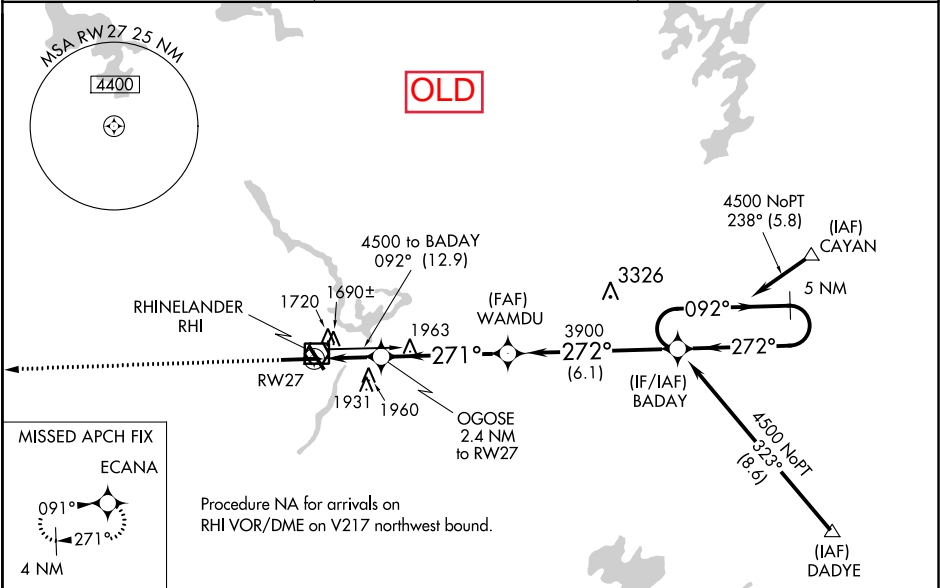 MSA RW27 25 NM
4400
OLD
4500 NoPT
238° (5.8)
(IAF)
CAYAN
4500 to BADAY
092° (12.9)
3326
5 NM
092°
RHINELANDER
RHI
1720
1690±
(FAF)
WAMDU
1963
3900
271°
272°
(6.1)
272°
RW27
(IF/IAF)
BADAY
1931
1960
OGOSE
2.4 NM
to RW27
4500 NoPT
323°
(8.6)
MISSED APCH FIX
ECANA
091°
271°
4 NM
Procedure NA for arrivals on
RHI VOR/DME on V217 northwest bound.
(IAF)
DADYE